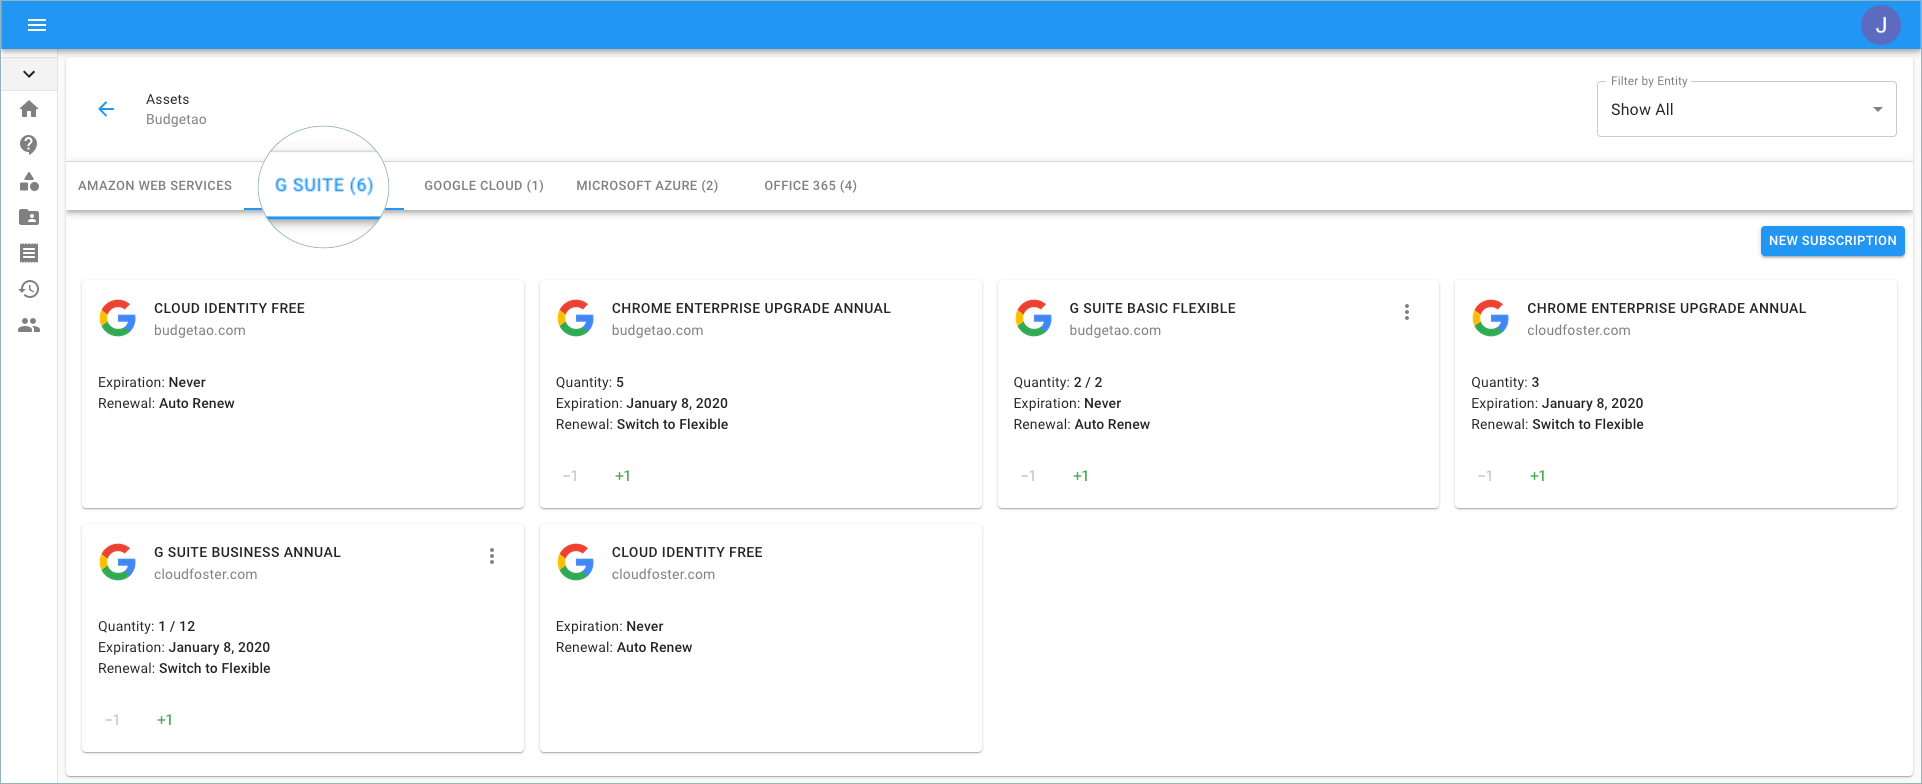 J
Assets
Budgetao
Filter by Entity
Show All
AMAZON WEB SERVICES
G SUITE (6)
GOOGLE CLOUD (1)
MICROSOFT AZURE (2)
OFFICE 365 (4)
NEW SUBSCRIPTION
CLOUD IDENTITY FREE
budgetao.com
Expiration: Never
Renewal: Auto Renew
CHROME ENTERPRISE UPGRADE ANNUAL
budgetao.com
Quantity: 5
Expiration: January 8, 2020
Renewal: Switch to Flexible
−1 +1
G SUITE BASIC FLEXIBLE
budgetao.com
Quantity: 2 / 2
Expiration: Never
Renewal: Auto Renew
−1 +1
CHROME ENTERPRISE UPGRADE ANNUAL
cloudfoster.com
Quantity: 3
Expiration: January 8, 2020
Renewal: Switch to Flexible
−1 +1
G SUITE BUSINESS ANNUAL
cloudfoster.com
Quantity: 1 / 12
Expiration: January 8, 2020
Renewal: Switch to Flexible
−1 +1
CLOUD IDENTITY FREE
cloudfoster.com
Expiration: Never
Renewal: Auto Renew